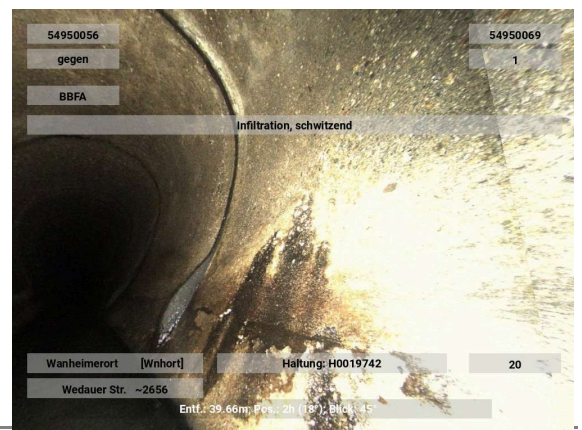 54950056
54950069
gegen
1
BBFA
Infiltration, schwitzend
Wanheimerort [Wnhort]
Haltung: H0019742
20
Wedauer Str. ~2656
Entf.: 39.66m; Pos.: 2h (18°); Blick: 45°